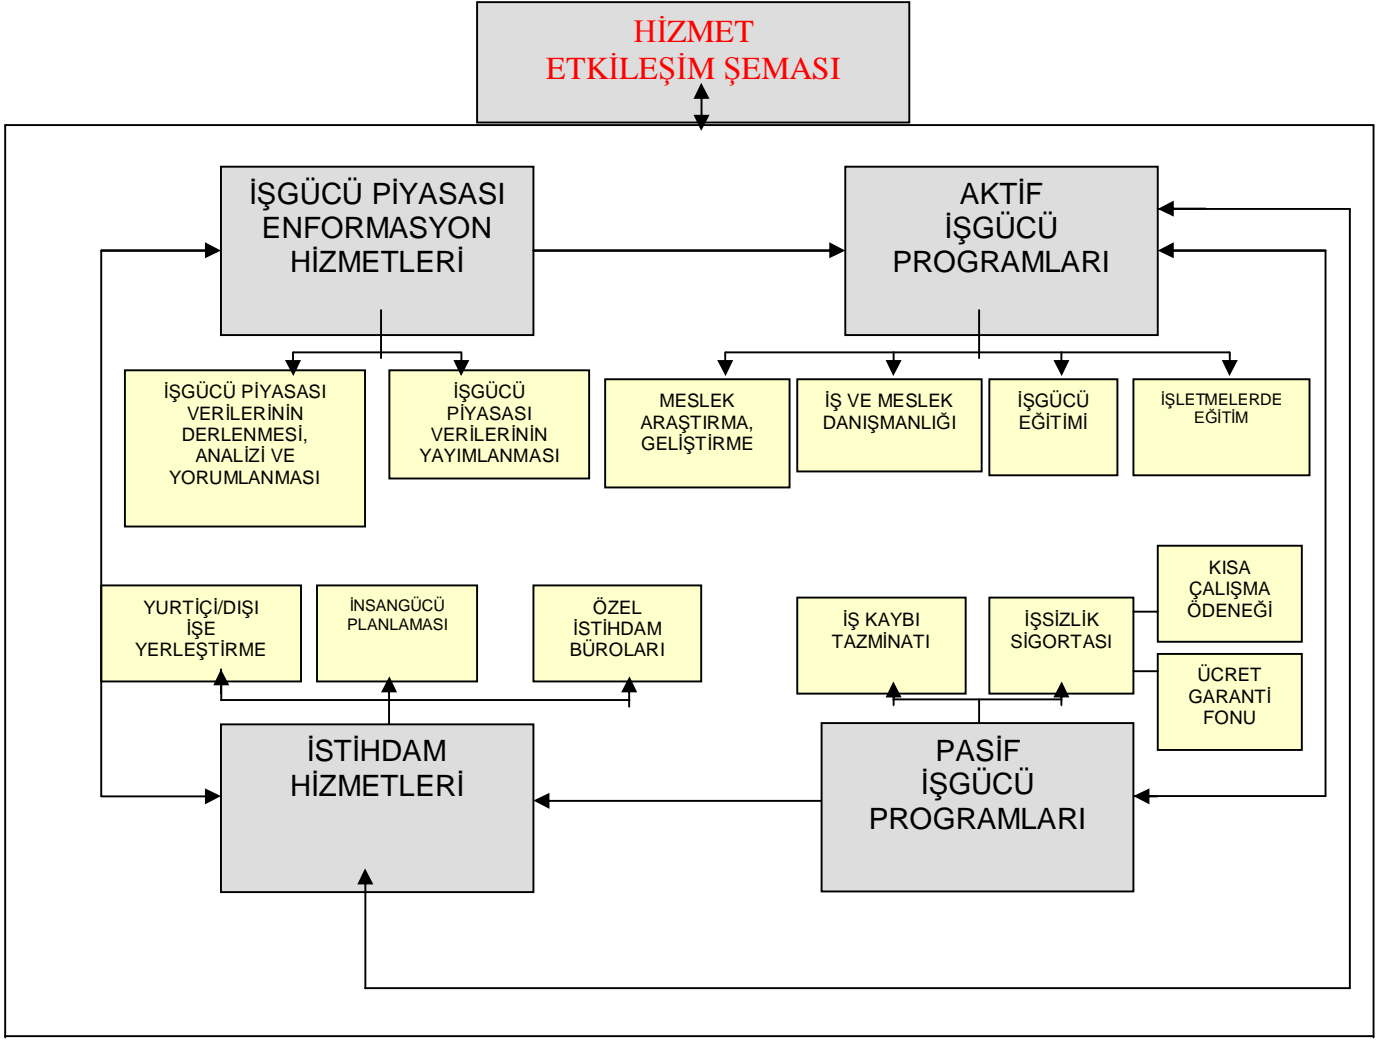 HİZMET
ETKİLEŞİM ŞEMASI
İŞGÜCÜ PİYASASI
ENFORMASYON
HİZMETLERİ
AKTİF
İŞGÜCÜ
PROGRAMLARI
İŞGÜCÜ PİYASASI
VERİLERİNİN
DERLENMESİ,
ANALİZİ VE
YORUMLANMASI
İŞGÜCÜ
PİYASASI
VERİLERİNİN
YAYIMLANMASI
MESLEK
ARAŞTIRMA,
GELİŞTİRME
İŞ VE MESLEK
DANIŞMANLIĞI
İŞGÜCÜ
EĞİTİMİ
İŞLETMELERDE
EĞİTİM
YURTİÇİ/DIŞI
İŞE
YERLEŞTİRME
İNSANGÜCÜ
PLANLAMASI
ÖZEL
İSTİHDAM
BÜROLARI
İŞ KAYBI
TAZMİNATI
İŞSİZLİK
SİGORTASI
KISA
ÇALIŞMA
ÖDENEĞİ
ÜCRET
GARANTİ
FONU
İSTİHDAM
HİZMETLERİ
PASİF
İŞGÜCÜ
PROGRAMLARI